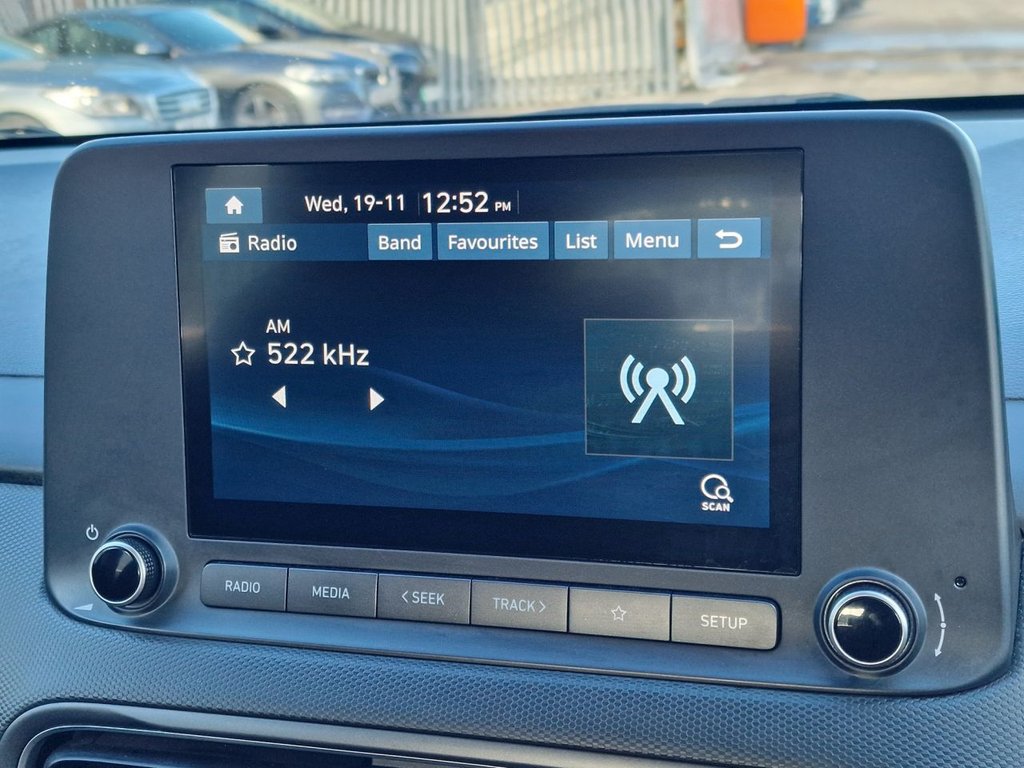 Wed, 19-11 12:52 PM
Radio Band Favourites List Menu
AM
522 kHz
SCAN
RADIO MEDIA < SEEK TRACK > SETUP